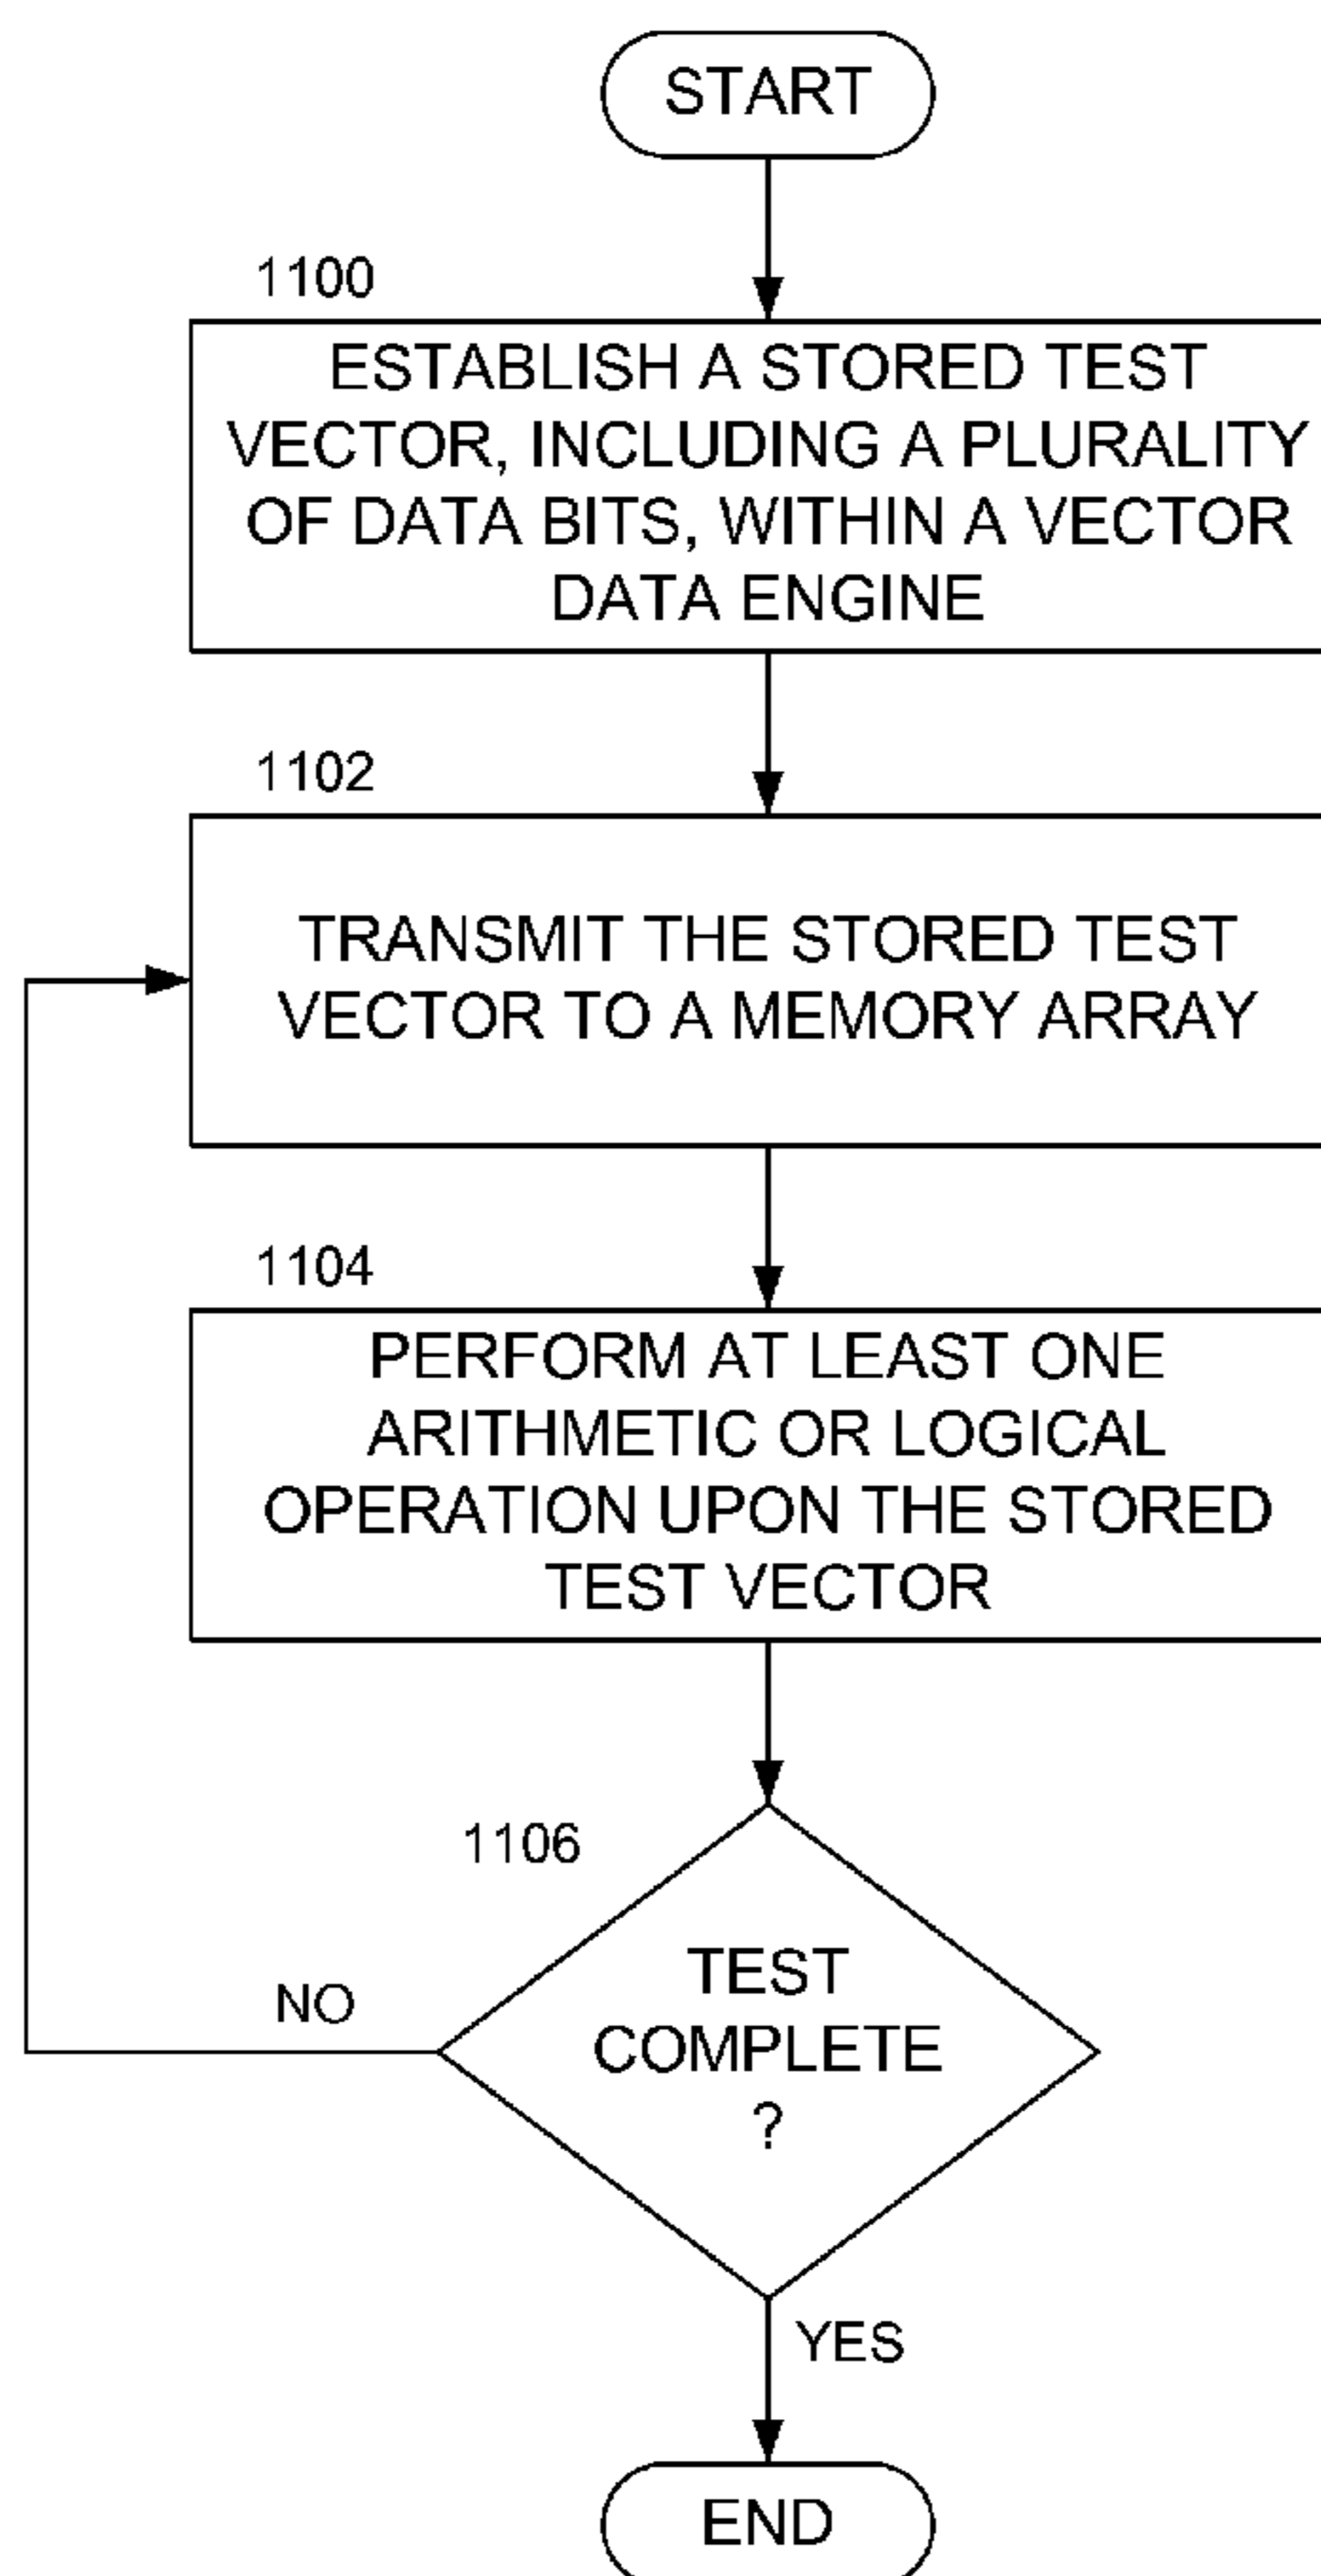 START
1100
ESTABLISH A STORED TEST
VECTOR, INCLUDING A PLURALITY
OF DATA BITS, WITHIN A VECTOR
DATA ENGINE
1102
TRANSMIT THE STORED TEST
VECTOR TO A MEMORY ARRAY
1104
PERFORM AT LEAST ONE
ARITHMETIC OR LOGICAL
OPERATION UPON THE STORED
TEST VECTOR
1106
TEST
COMPLETE
?
NO
YES
END